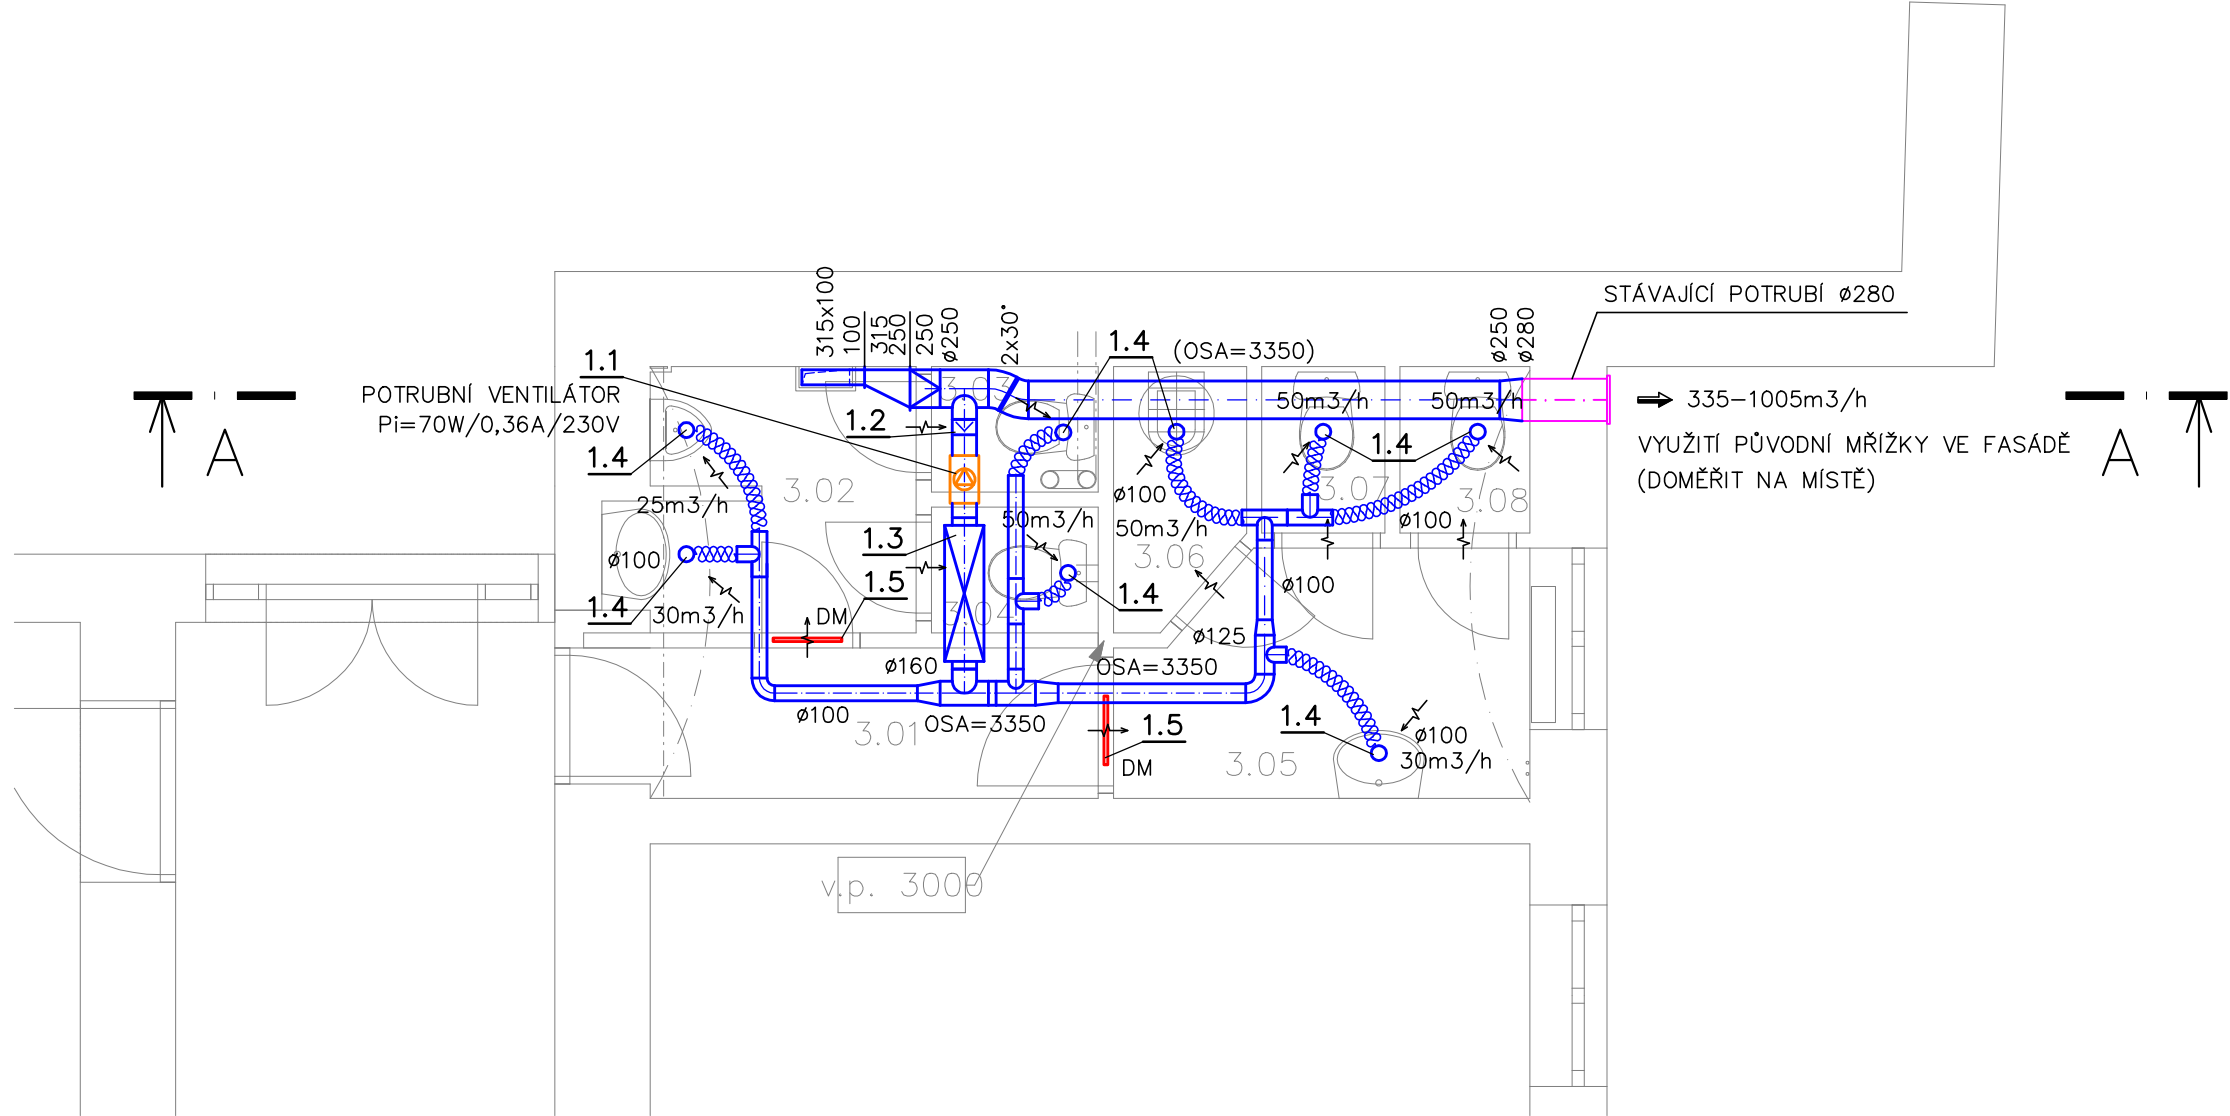 315x100
100
315
250
250
ø250
2x30°
ø250
ø280
STÁVAJÍCÍ POTRUBÍ ø280
1.1
POTRUBNÍ VENTILÁTOR
Pi=70W/0,36A/230V
1.4
(OSA=3350)
335-1005m3/h
VYUŽITÍ PŮVODNÍ MŘÍŽKY VE FASÁDĚ
(DOMĚŘIT NA MÍSTĚ)
A
A
3.03
1.2
1.4
50m3/h
50m3/h
1.4
3.02
25m3/h
ø100
50m3/h
50m3/h
3.07
3.08
ø100
1.3
ø100
3.06
1.5
1.4
ø100
1.4
30m3/h
DM
3.04
ø125
ø160
OSA=3350
ø100
3.01
OSA=3350
1.5
DM
3.05
1.4
ø100
30m3/h
v.p. 3000